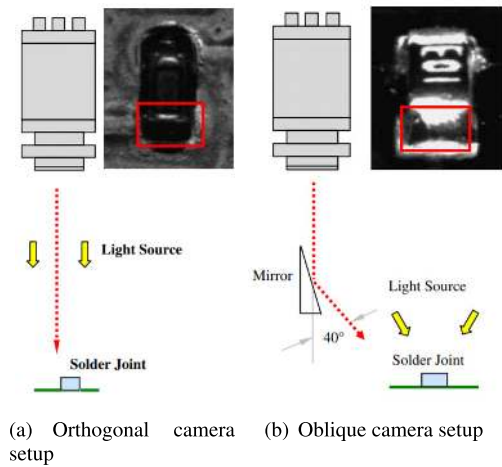 Light Source
Solder Joint
Mirror
Light Source
40°
Solder Joint
(a) Orthogonal camera
setup
(b) Oblique camera setup